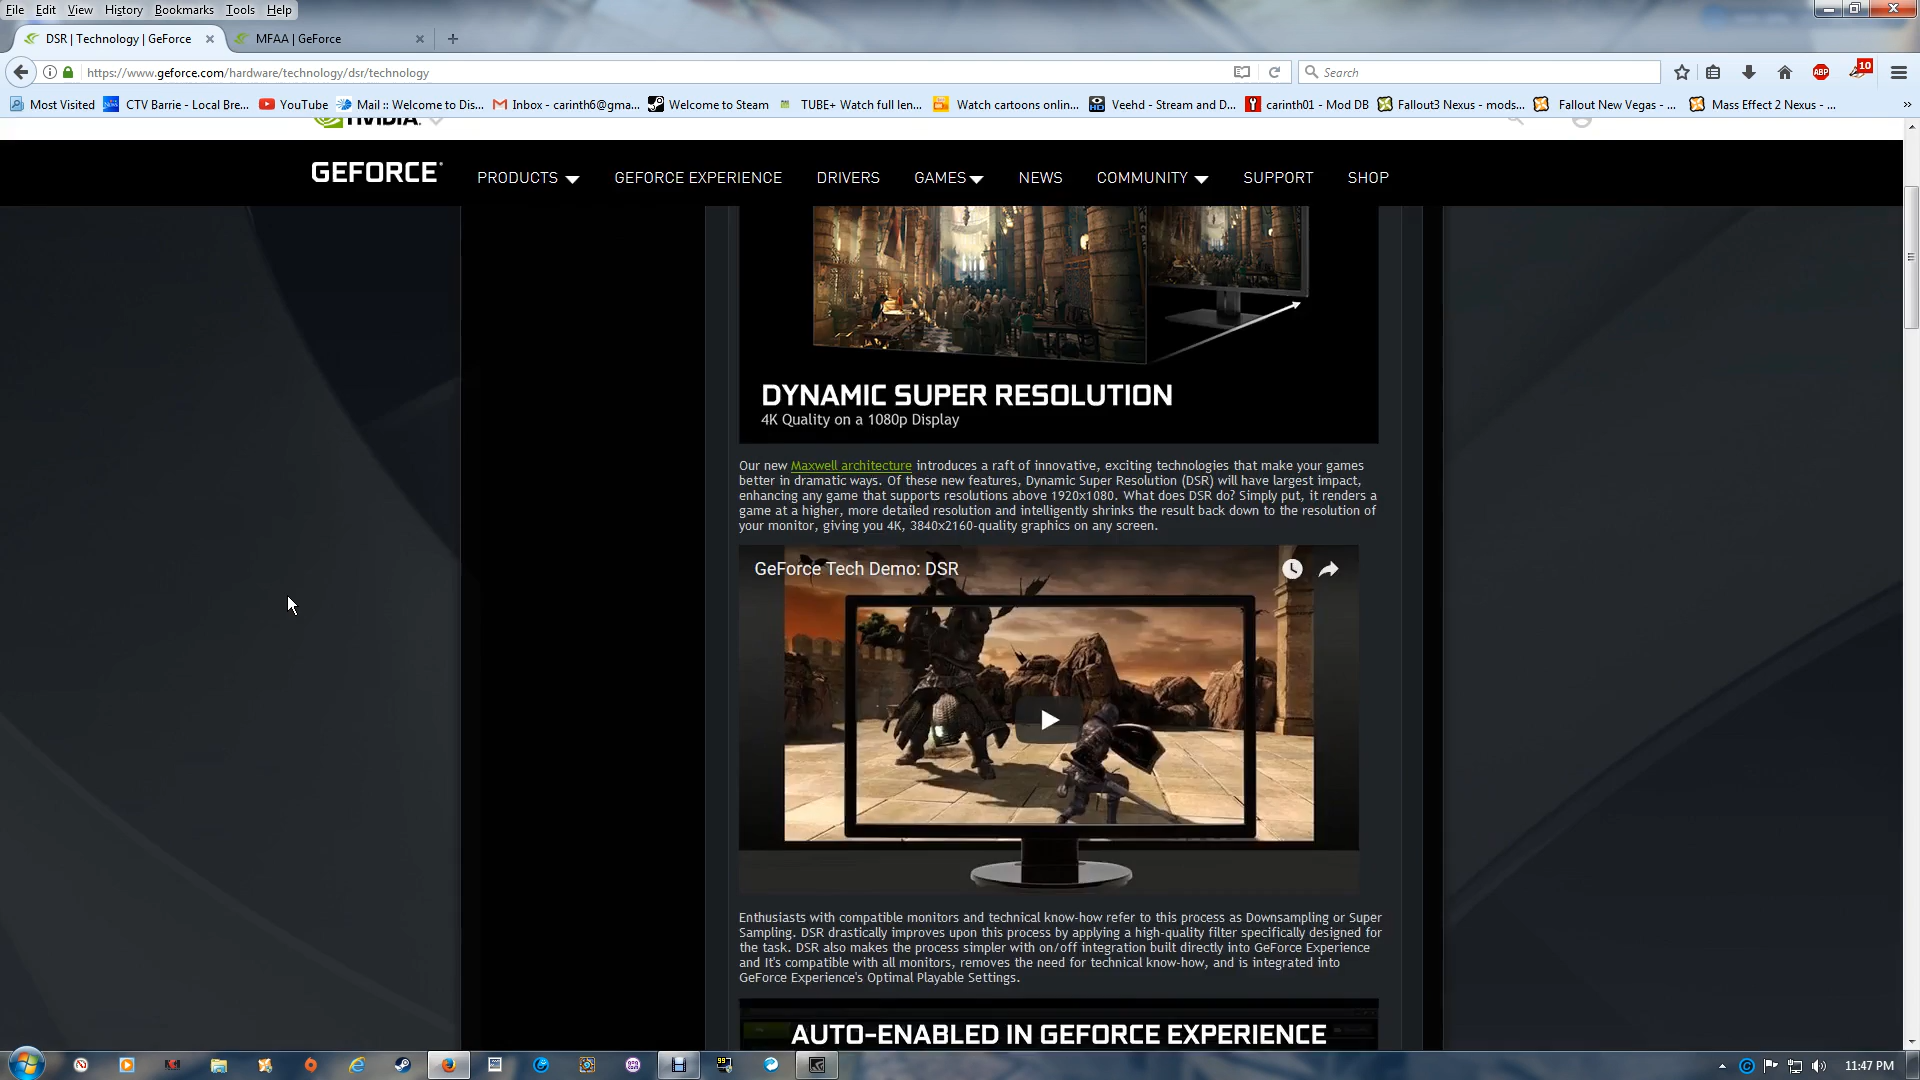 File Edit View History Bookmarks Tools Help
DSR | Technology | GeForce
MFAA | GeForce
https://www.geforce.com/hardware/technology/dsr/technology
Search
ABP
10
Most Visited
CTV Barrie - Local Bre...
YouTube
Mail :: Welcome to Dis...
Inbox - carinth6@gma...
Welcome to Steam
TUBE+ Watch full len...
Watch cartoons onlin...
Veehd - Stream and D...
carinth01 - Mod DB
Fallout3 Nexus - mods...
Fallout New Vegas - ...
Mass Effect 2 Nexus - ...
NVIDIA.
GEFORCE
PRODUCTS
GEFORCE EXPERIENCE
DRIVERS
GAMES
NEWS
COMMUNITY
SUPPORT
SHOP
DYNAMIC SUPER RESOLUTION
4K Quality on a 1080p Display
Our new Maxwell architecture introduces a raft of innovative, exciting technologies that make your games
better in dramatic ways. Of these new features, Dynamic Super Resolution (DSR) will have largest impact,
enhancing any game that supports resolutions above 1920x1080. What does DSR do? Simply put, it renders a
game at a higher, more detailed resolution and intelligently shrinks the result back down to the resolution of
your monitor, giving you 4K, 3840x2160-quality graphics on any screen.
GeForce Tech Demo: DSR
Enthusiasts with compatible monitors and technical know-how refer to this process as Downsampling or Super
Sampling. DSR drastically improves upon this process by applying a high-quality filter specifically designed for
the task. DSR also makes the process simpler with on/off integration built directly into GeForce Experience
and It's compatible with all monitors, removes the need for technical know-how, and is integrated into
GeForce Experience's Optimal Playable Settings.
AUTO-ENABLED IN GEFORCE EXPERIENCE
11:47 PM